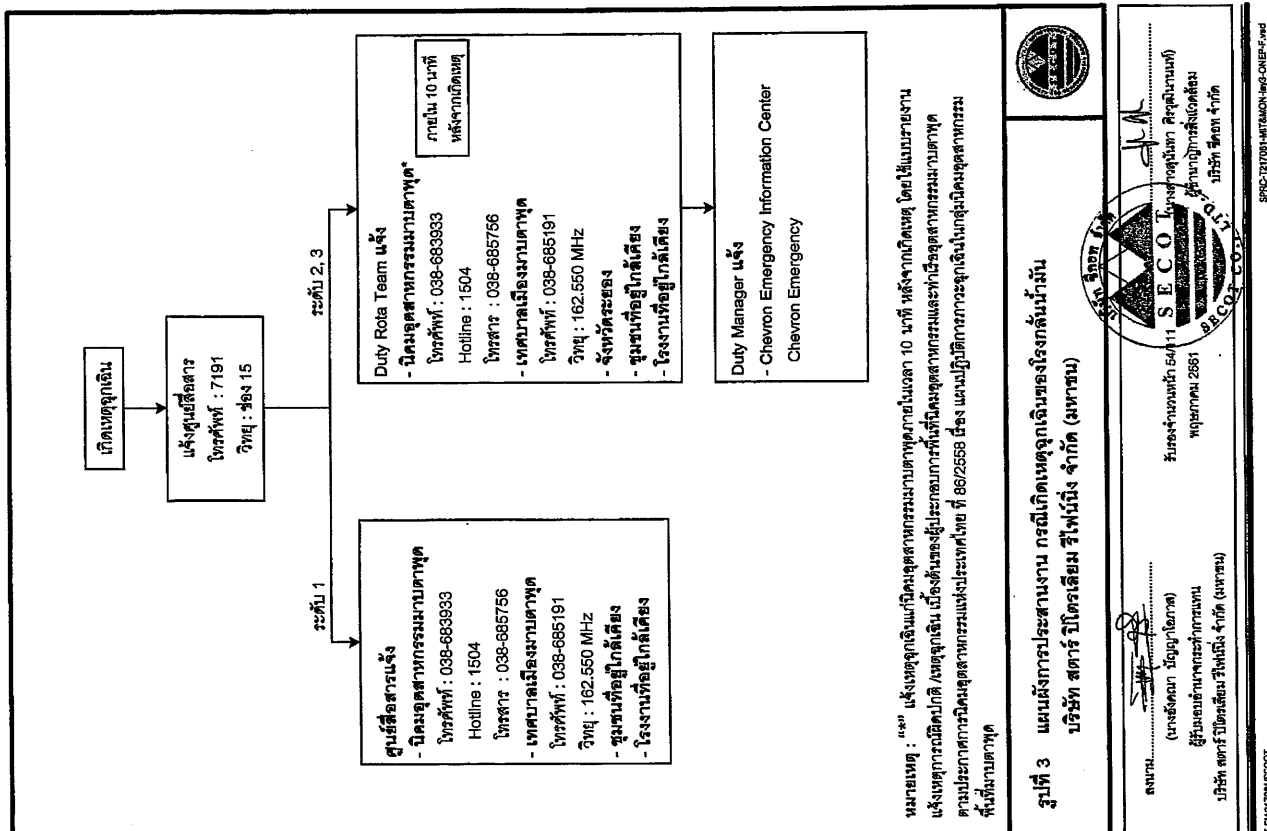 เกิดเหตุฉุกเฉิน
แจ้งศูนย์สื่อสาร
โทรศัพท์ : 7191
วิทยุ : ช่อง 15
ระดับ 1
ระดับ 2, 3
ศูนย์สื่อสารแจ้ง
- นิคมอุตสาหกรรมมาบตาพุด
โทรศัพท์ : 038-683933
Hotline : 1504
โทรสาร : 038-685756
- เทศบาลเมืองมาบตาพุด
โทรศัพท์ : 038-685191
วิทยุ : 162.550 MHz
- ชุมชนที่อยู่ใกล้เคียง
- โรงงานที่อยู่ใกล้เคียง
Duty Rota Team แจ้ง
- นิคมอุตสาหกรรมมาบตาพุด*
โทรศัพท์ : 038-683933
Hotline : 1504
โทรสาร : 038-685756
- เทศบาลเมืองมาบตาพุด
โทรศัพท์ : 038-685191
วิทยุ : 162.550 MHz
- จังหวัดระยอง
- ชุมชนที่อยู่ใกล้เคียง
- โรงงานที่อยู่ใกล้เคียง
ภายใน 10 นาที
หลังจากเกิดเหตุ
Duty Manager แจ้ง
- Chevron Emergency Information Center
Chevron Emergency
หมายเหตุ : "*" แจ้งเหตุฉุกเฉินแก่นิคมอุตสาหกรรมมาบตาพุดภายในเวลา 10 นาที หลังจากเกิดเหตุ โดยใช้แบบรายงาน
แจ้งเหตุการณ์ผิดปกติ /เหตุฉุกเฉิน เบื้องต้นของผู้ประกอบการพื้นที่นิคมอุตสาหกรรมและท่าเรืออุตสาหกรรมมาบตาพุด
ตามประกาศการนิคมอุตสาหกรรมแห่งประเทศไทย ที่ 86/2558 เรื่อง แผนปฏิบัติการภาวะฉุกเฉินในกลุ่มนิคมอุตสาหกรรม
พื้นที่มาบตาพุด
รูปที่ 3 แผนผังการประสานงาน กรณีเกิดเหตุฉุกเฉินของโรงกลั่นน้ำมัน
บริษัท สตาร์ ปิโตรเลียม รีไฟน์นิ่ง จำกัด (มหาชน)
SECOT
ลงนาม
(นางอังคณา ปัญญาโอภาส)
ผู้รับมอบอำนาจกระทำการแทน
บริษัท สตาร์ ปิโตรเลียม รีไฟน์นิ่ง จำกัด (มหาชน)
รับรองจำนวนหน้า 54/111
พฤษภาคม 2561
บริษัท ซีคอท จำกัด
SECOT
SECOT CO., LTD.
ผู้ชำนาญการสิ่งแวดล้อม
บริษัท ซีคอท จำกัด
SPRC-T217051-MIT&MON-lev3-ONEP-F.vsd